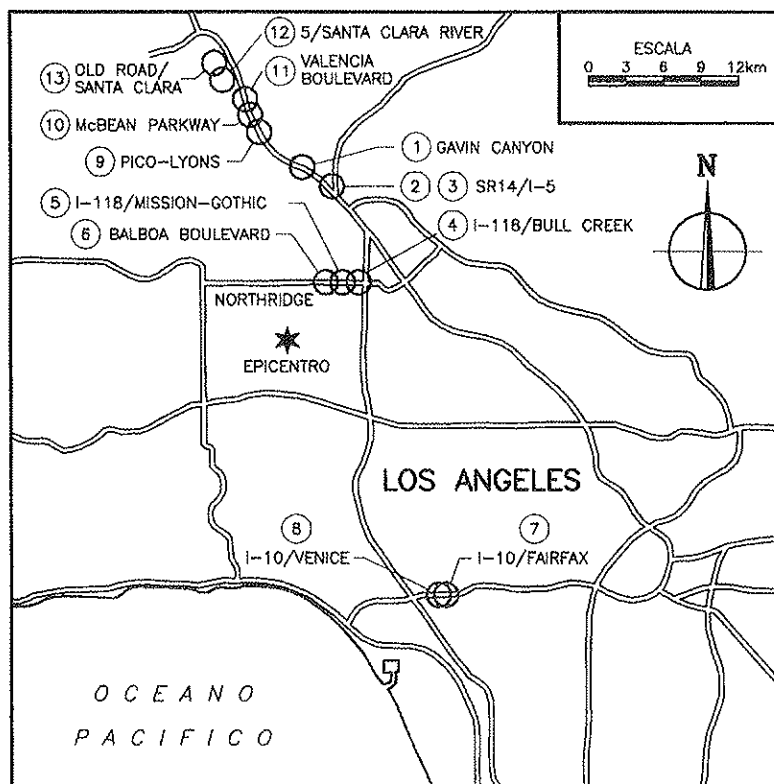 12 5/SANTA CLARA RIVER
13 OLD ROAD/
SANTA CLARA
11 VALENCIA
BOULEVARD
ESCALA
0 3 6 9 12km
10 McBEAN PARKWAY
9 PICO-LYONS
1 GAVIN CANYON
2 3 SR14/I-5
N
5 I-118/MISSION-GOTHIC
4 I-118/BULL CREEK
6 BALBOA BOULEVARD
NORTHRIDGE
EPICENTRO
LOS ANGELES
8
I-10/VENICE
7
I-10/FAIRFAX
OCEANO
PACIFICO